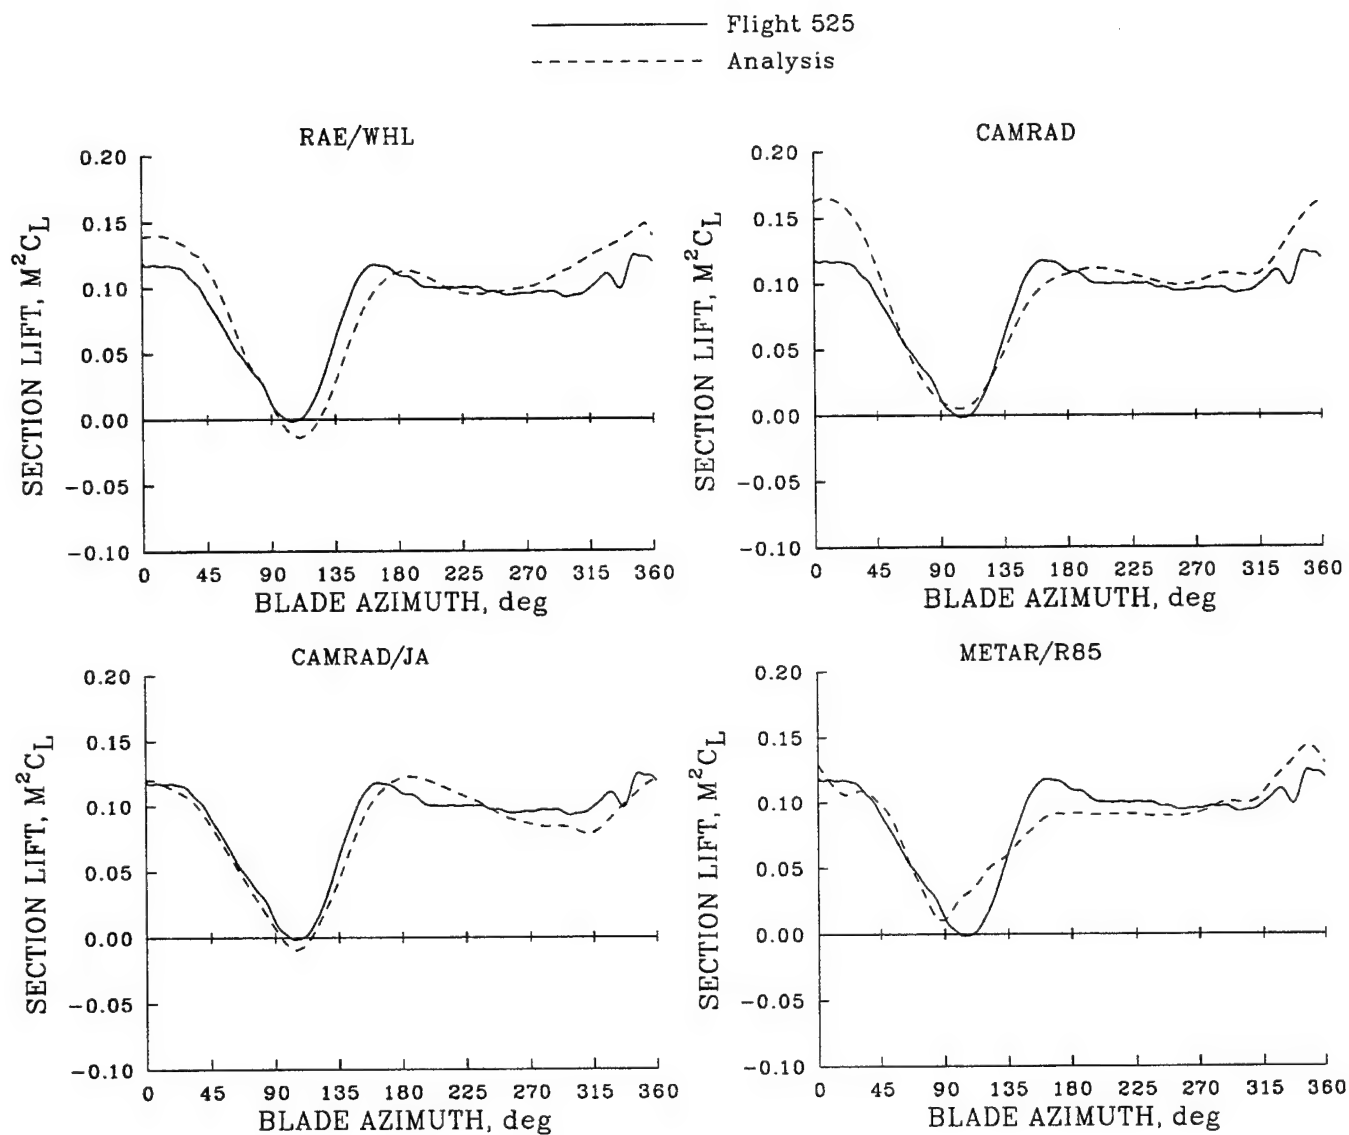 Flight 525
Analysis
RAE/WHL
0.20
0.15
0.10
0.05
0.00
−0.05
−0.10
SECTION LIFT, M²C_L
0 45 90 135 180 225 270 315 360
BLADE AZIMUTH, deg
CAMRAD
0.20
0.15
0.10
0.05
0.00
−0.05
−0.10
SECTION LIFT, M²C_L
0 45 90 135 180 225 270 315 360
BLADE AZIMUTH, deg
CAMRAD/JA
0.20
0.15
0.10
0.05
0.00
−0.05
−0.10
SECTION LIFT, M²C_L
0 45 90 135 180 225 270 315 360
BLADE AZIMUTH, deg
METAR/R85
0.20
0.15
0.10
0.05
0.00
−0.05
−0.10
SECTION LIFT, M²C_L
0 45 90 135 180 225 270 315 360
BLADE AZIMUTH, deg